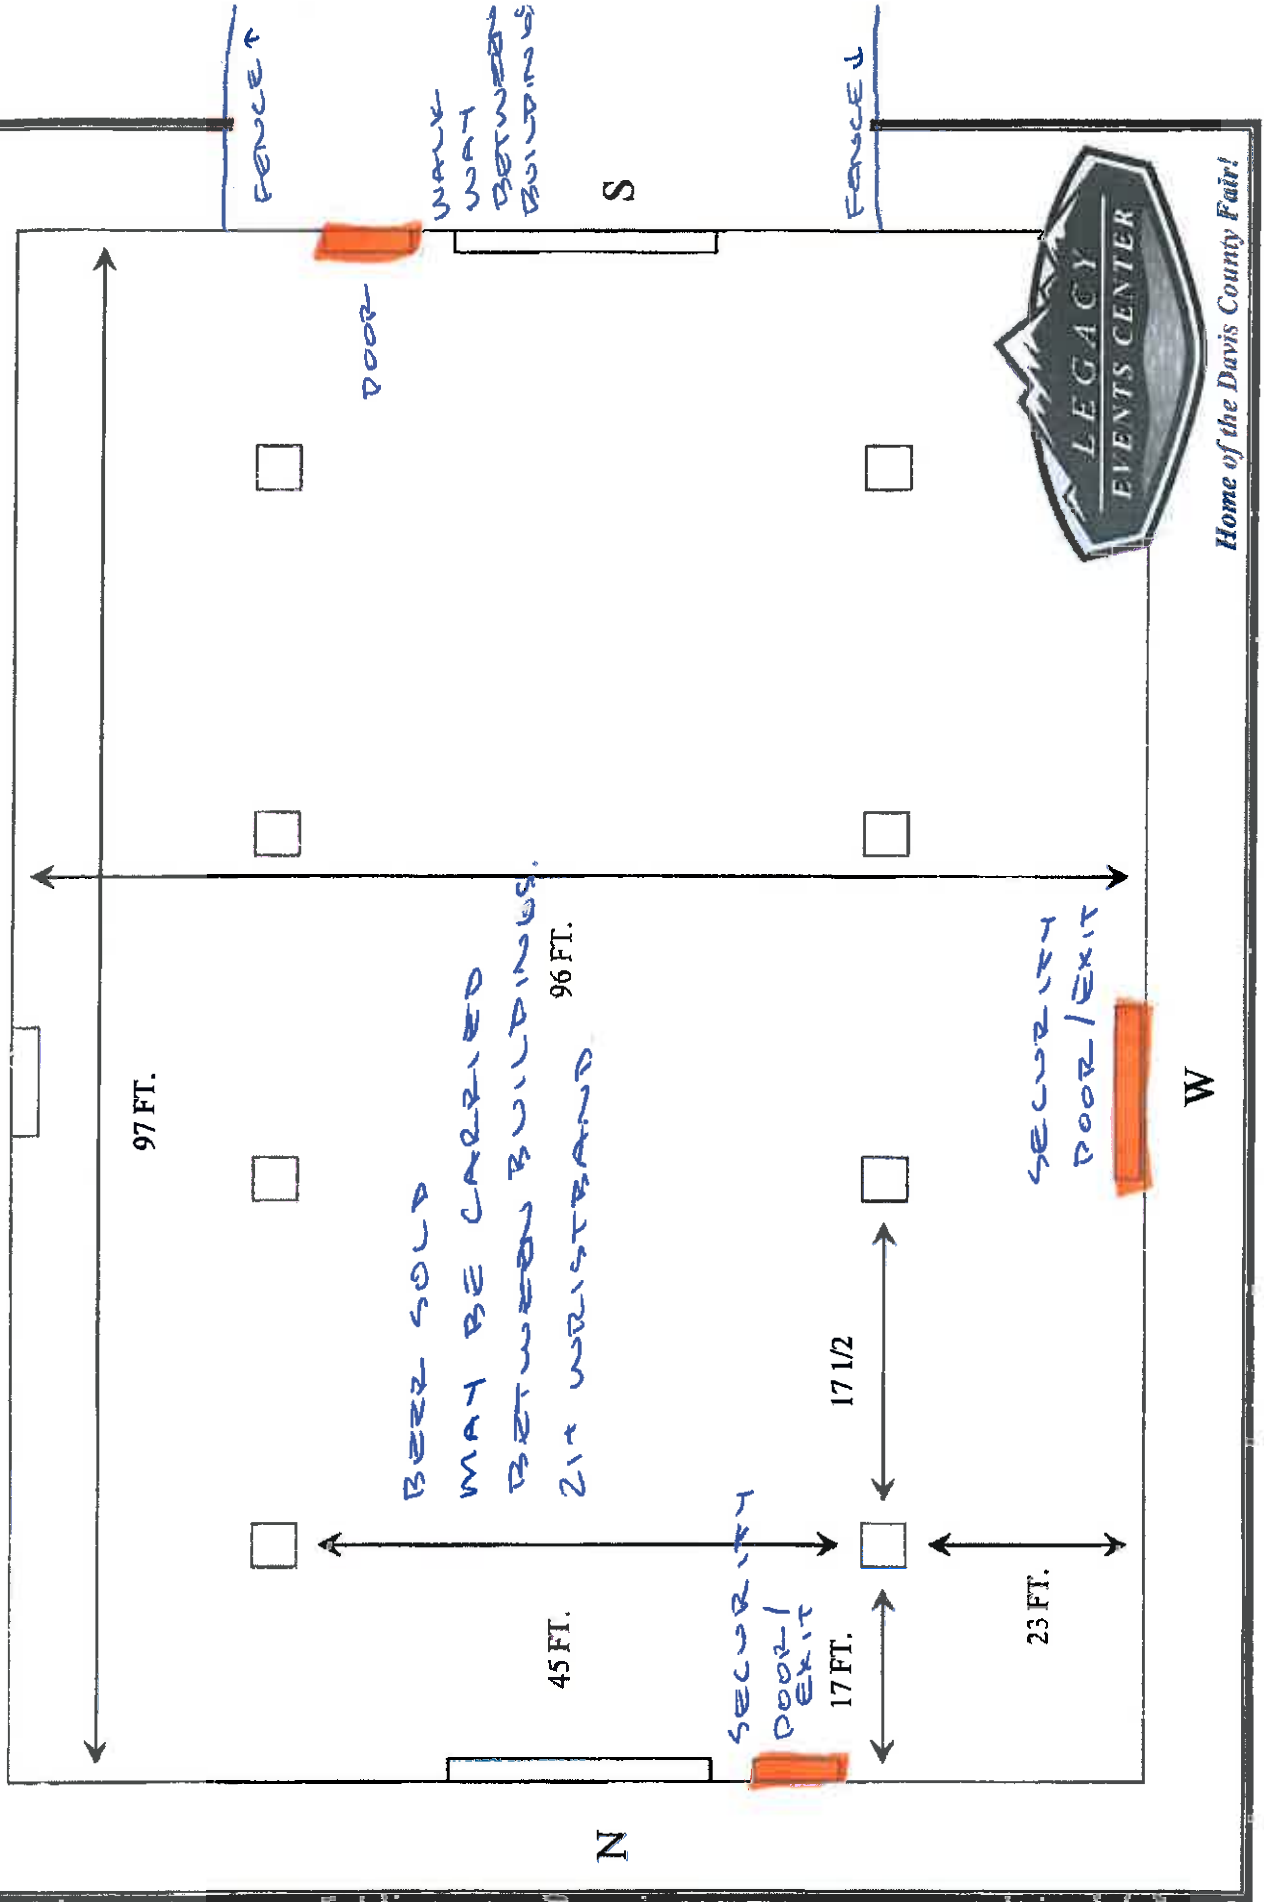 97 FT.
BEER SOLD
MAY BE CARRIED
BETWEEN BUILDINGS.
21+ WRISTBAND
96 FT.
45 FT.
SECURITY
DOOR/
EXIT
17 FT.
17 1/2
23 FT.
SECURITY
DOOR/EXIT
DOOR
FENCE ↑
WALK
WAY
BETWEEN
BUILDINGS
FENCE ↓
N
S
W
LEGACY
EVENTS CENTER
Home of the Davis County Fair!